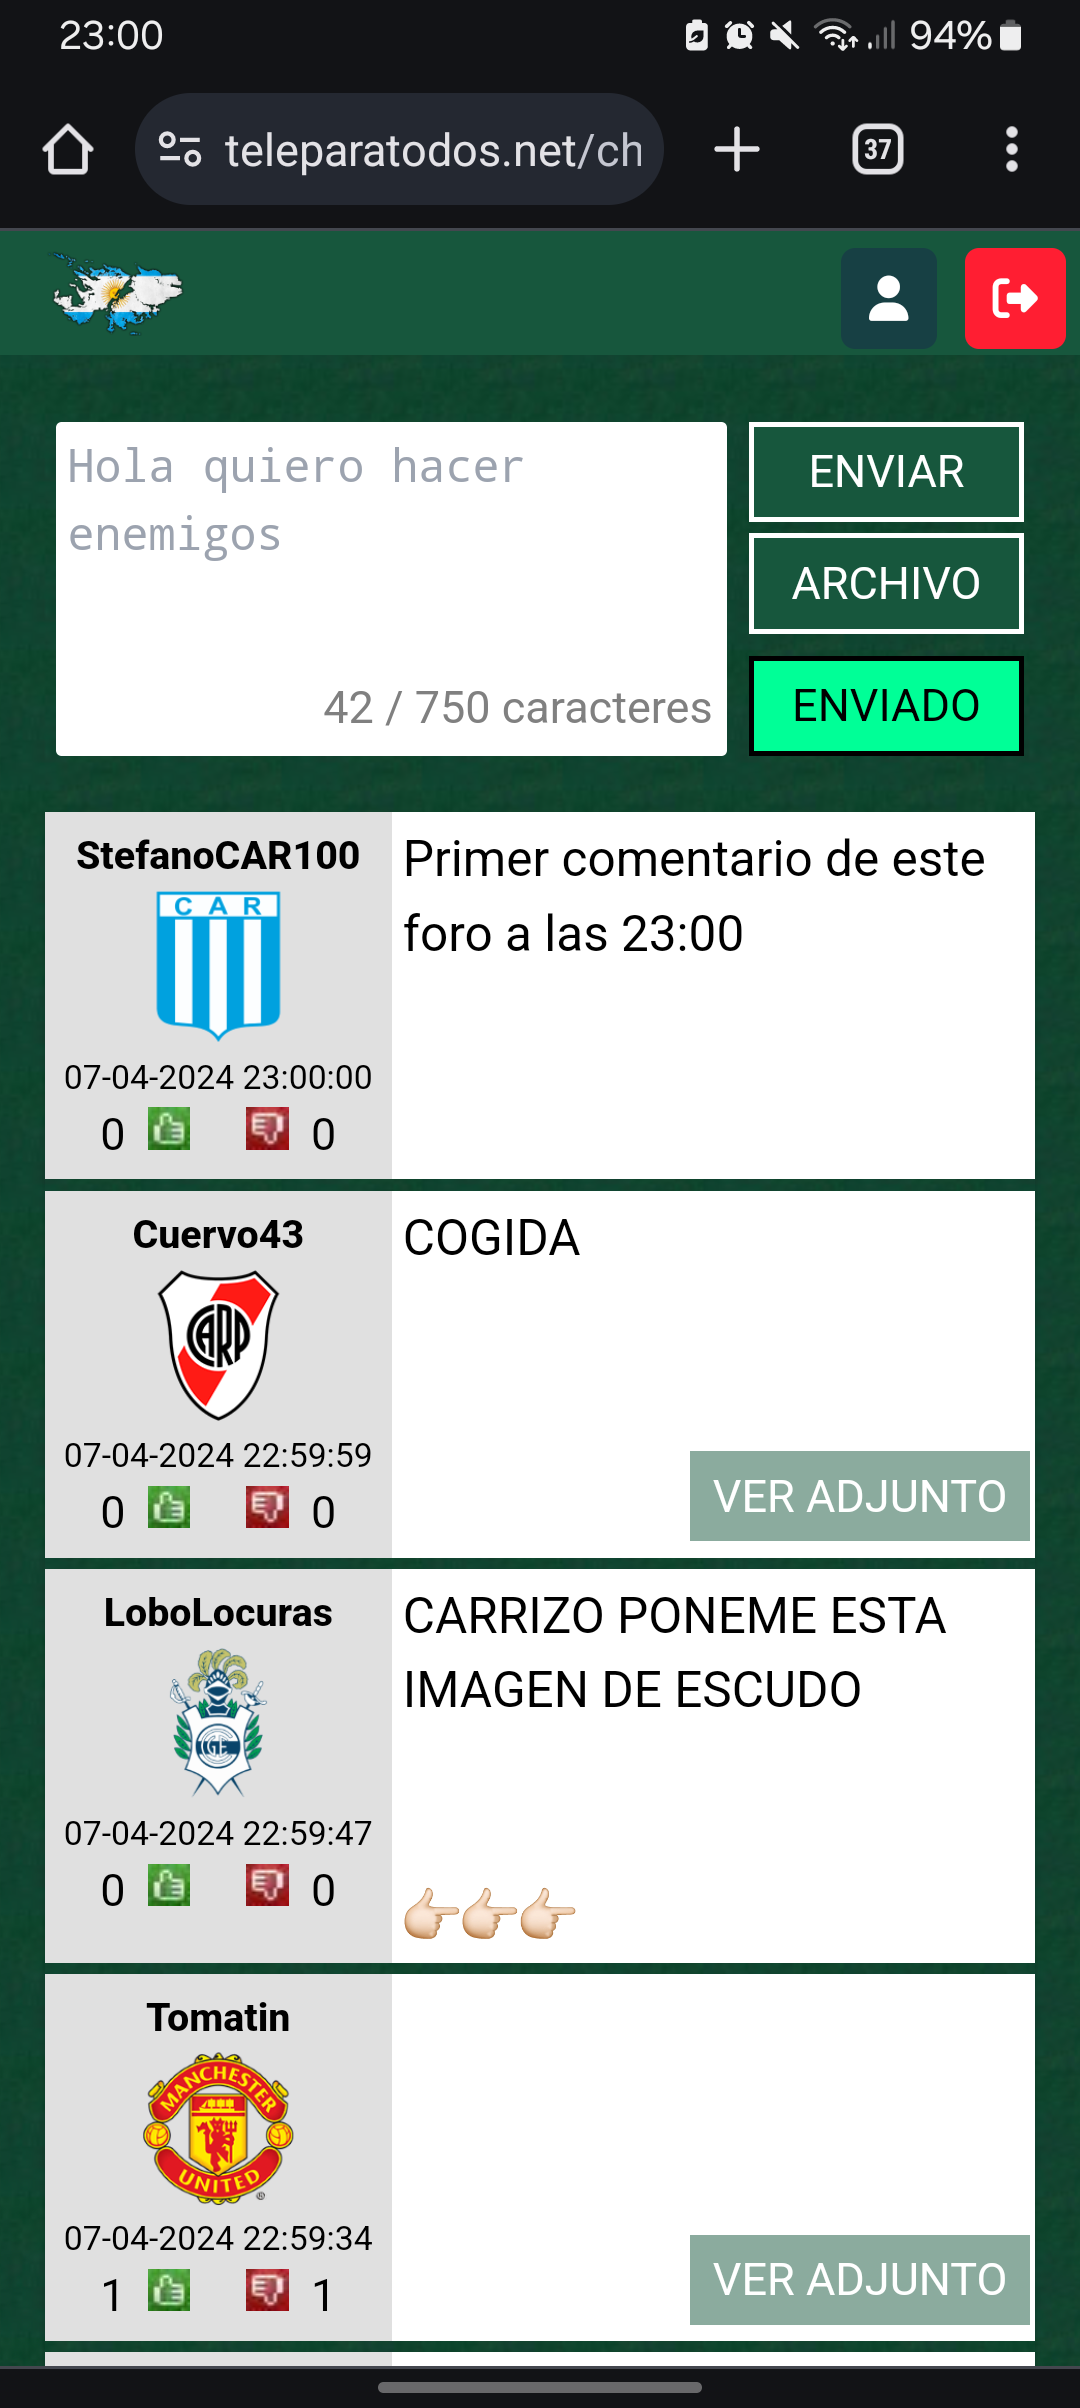 23:00
94%
teleparatodos.net/ch
37
Hola quiero hacer
enemigos
42 / 750 caracteres
ENVIAR
ARCHIVO
ENVIADO
StefanoCAR100
CAR
07-04-2024 23:00:00
0 0
Primer comentario de este
foro a las 23:00
Cuervo43
CARP
07-04-2024 22:59:59
0 0
COGIDA
VER ADJUNTO
LoboLocuras
07-04-2024 22:59:47
0 0
CARRIZO PONEME ESTA
IMAGEN DE ESCUDO
👉🏻👉🏻👉🏻
Tomatin
MANCHESTER
UNITED
®
07-04-2024 22:59:34
1 1
VER ADJUNTO